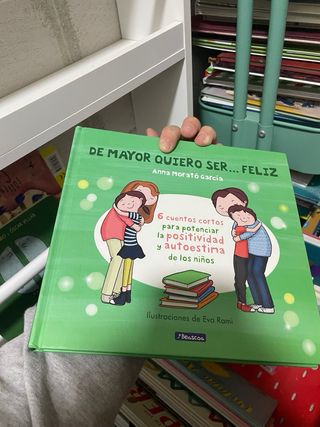 DE MAYOR QUIERO SER... FELIZ
Anna Morató García
6 cuentos cortos
para potenciar
la positividad
y autoestima
de los niños
Ilustraciones de Eva Rami
Beascoa